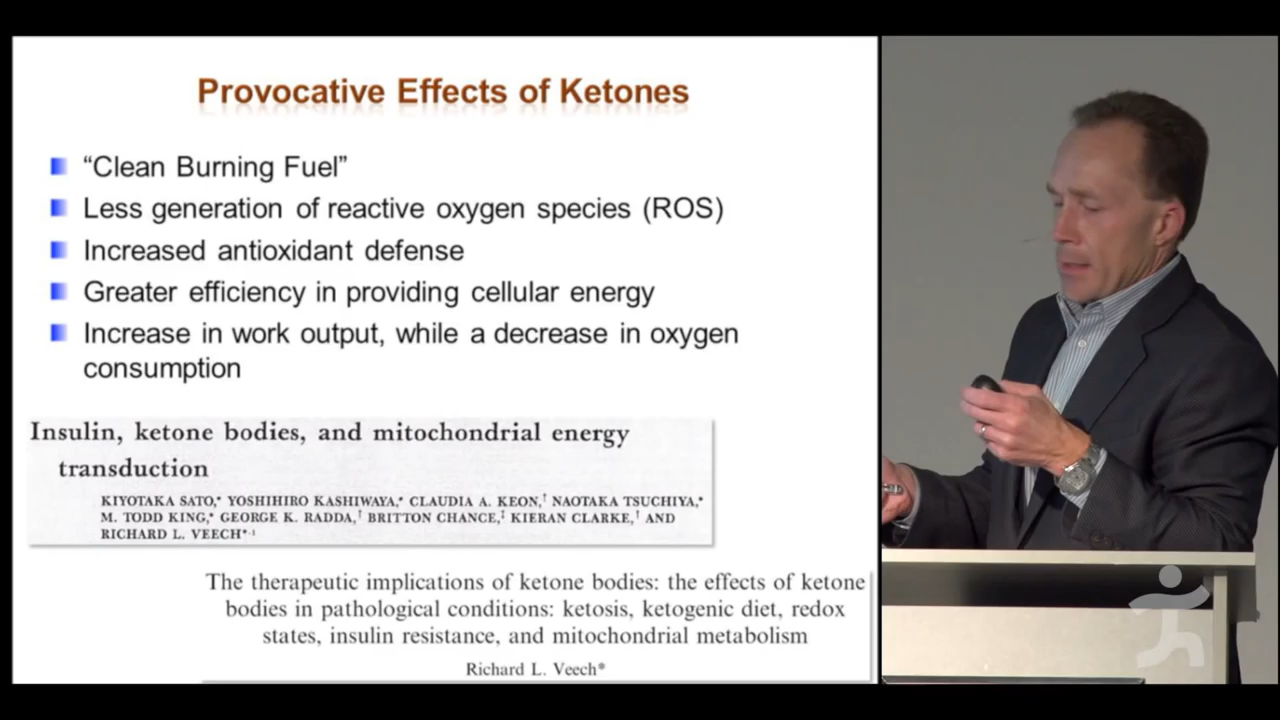 Provocative Effects of Ketones
“Clean Burning Fuel”
Less generation of reactive oxygen species (ROS)
Increased antioxidant defense
Greater efficiency in providing cellular energy
Increase in work output, while a decrease in oxygen
consumption
Insulin, ketone bodies, and mitochondrial energy
transduction
KIYOTAKA SATO,* YOSHIHIRO KASHIWAYA,* CLAUDIA A. KEON,† NAOTAKA TSUCHIYA,*
M. TODD KING,* GEORGE K. RADDA,† BRITTON CHANCE,‡ KIERAN CLARKE,† AND
RICHARD L. VEECH*,1
The therapeutic implications of ketone bodies: the effects of ketone
bodies in pathological conditions: ketosis, ketogenic diet, redox
states, insulin resistance, and mitochondrial metabolism
Richard L. Veech*